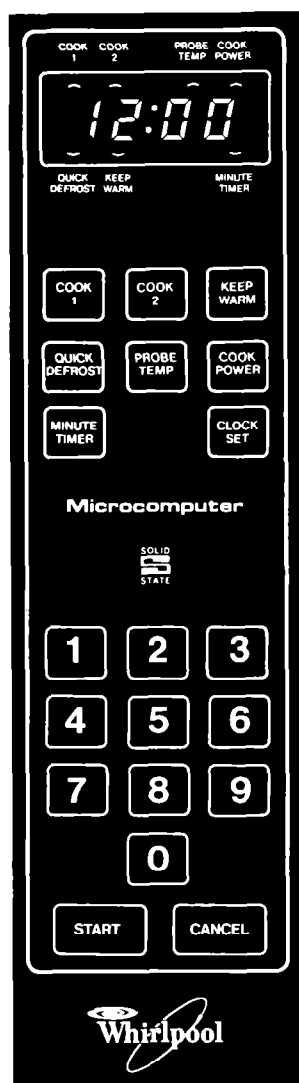 COOK COOK PROBE COOK
1 2 TEMP POWER
12:00
QUICK KEEP MINUTE
DEFROST WARM TIMER
COOK COOK KEEP
1 2 WARM
QUICK PROBE COOK
DEFROST TEMP POWER
MINUTE CLOCK
TIMER SET
Microcomputer
SOLID
STATE
1 2 3
4 5 6
7 8 9
0
START CANCEL
Whirlpool